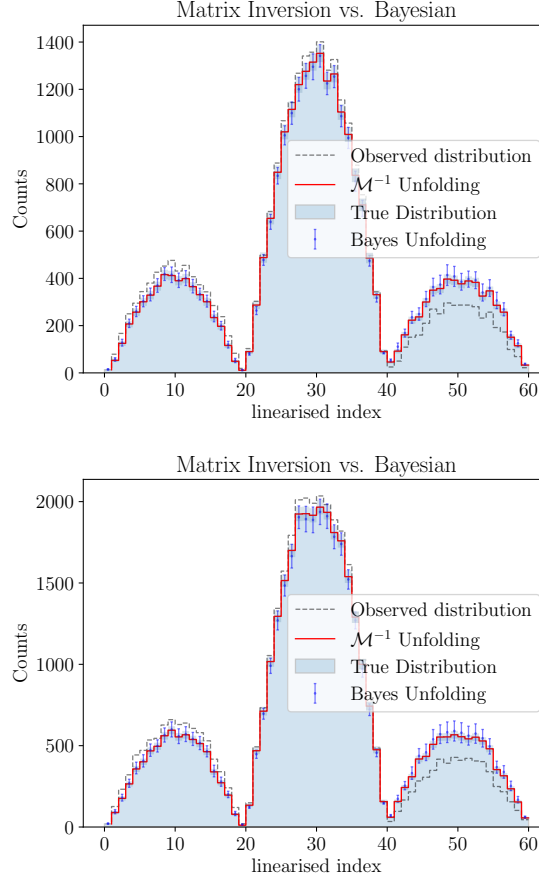 Matrix Inversion vs. Bayesian
1400
1200
1000
800
600
400
200
0
Counts
Observed distribution
M⁻¹ Unfolding
True Distribution
Bayes Unfolding
0 10 20 30 40 50 60
linearised index
Matrix Inversion vs. Bayesian
2000
1500
1000
500
0
Counts
Observed distribution
M⁻¹ Unfolding
True Distribution
Bayes Unfolding
0 10 20 30 40 50 60
linearised index